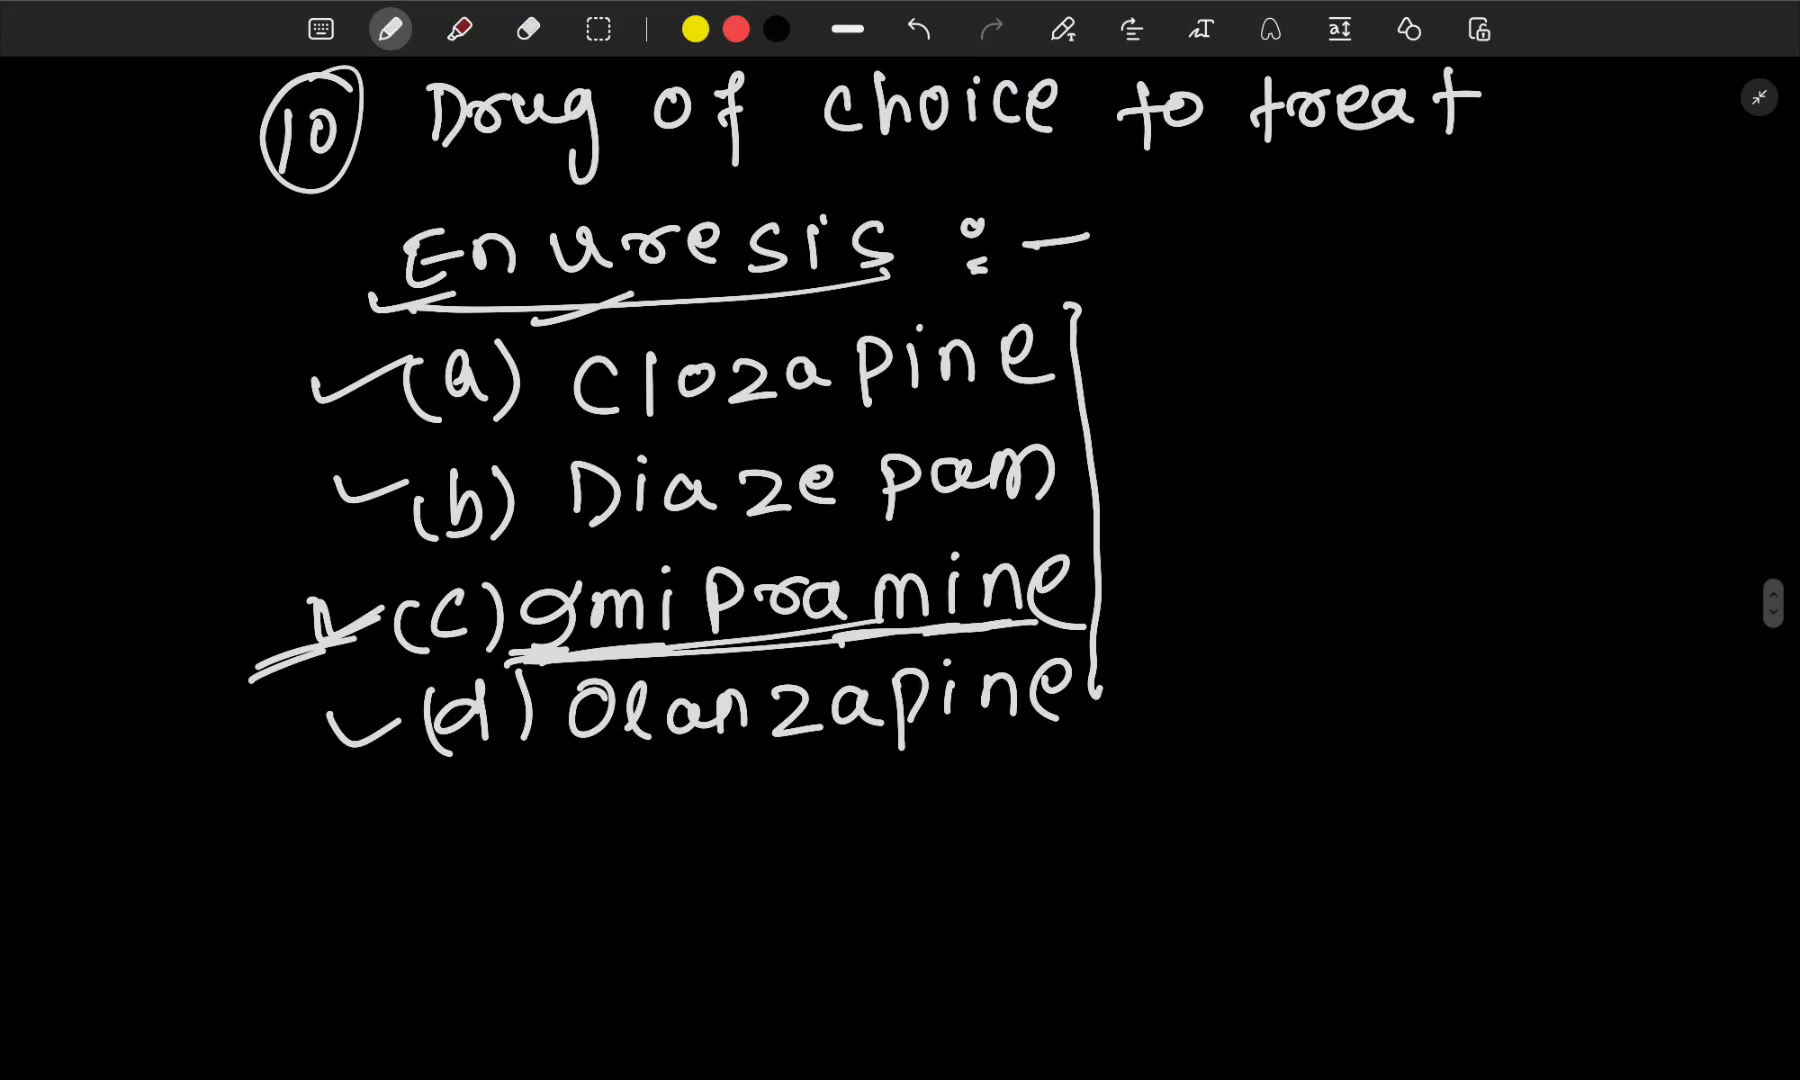 10 Drug of choice to treat
Enuresis :-
(a) Clozapine
(b) Diazepam
(c) Imipramine
(d) Olanzapine